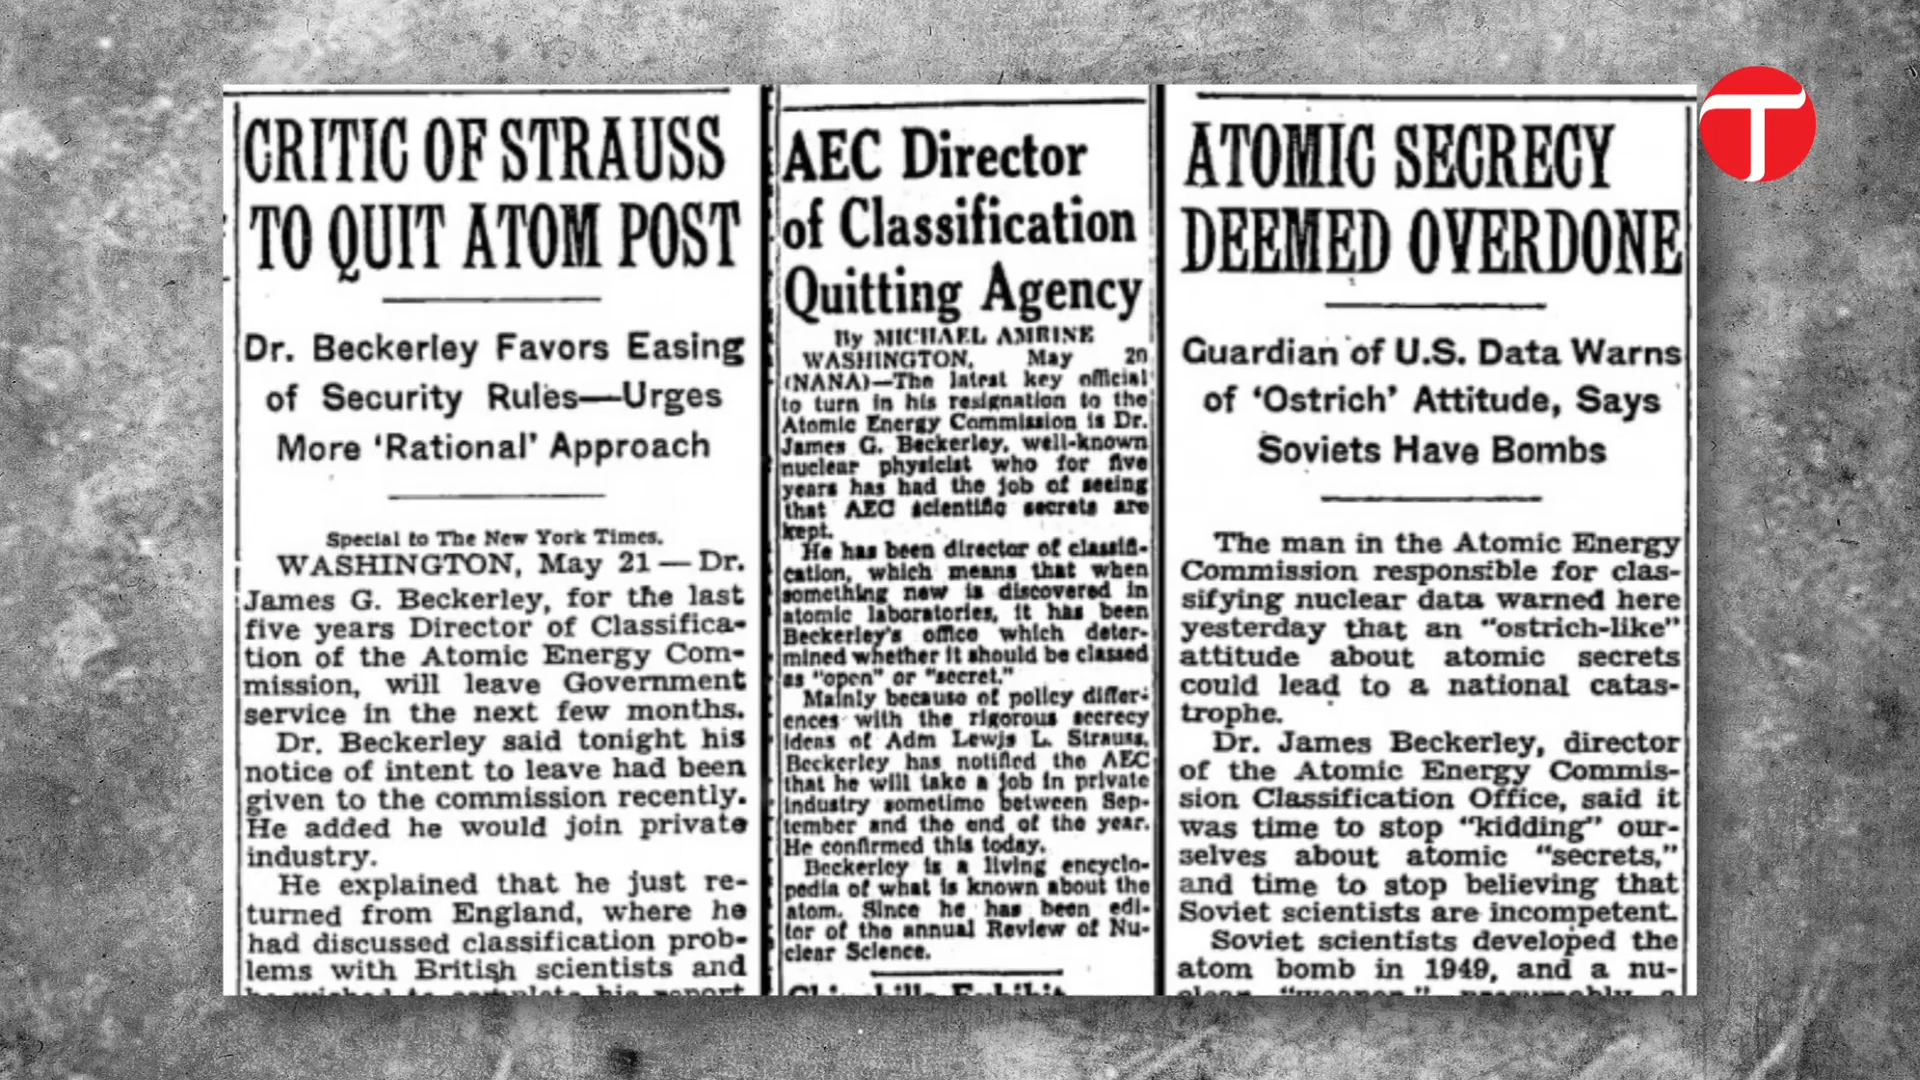 CRITIC OF STRAUSS
TO QUIT ATOM POST
Dr. Beckerley Favors Easing
of Security Rules—Urges
More ‘Rational’ Approach
Special to The New York Times.
WASHINGTON, May 21 — Dr.
James G. Beckerley, for the last
five years Director of Classifica-
tion of the Atomic Energy Com-
mission, will leave Government
service in the next few months.
Dr. Beckerley said tonight his
notice of intent to leave had been
given to the commission recently.
He added he would join private
industry.
He explained that he just re-
turned from England, where he
had discussed classification prob-
lems with British scientists and
AEC Director
of Classification
Quitting Agency
By MICHAEL AMRINE
WASHINGTON, May 20
(NANA)—The latest key official
to turn in his resignation to the
Atomic Energy Commission is Dr.
James G. Beckerley, well-known
nuclear physicist who for five
years has had the job of seeing
that AEC scientific secrets are
kept.
He has been director of classifi-
cation, which means that when
something new is discovered in
atomic laboratories, it has been
Beckerley's office which deter-
mined whether it should be classed
as "open" or "secret."
Mainly because of policy differ-
ences with the rigorous secrecy
ideas of Adm Lewis L. Strauss,
Beckerley has notified the AEC
that he will take a job in private
industry sometime between Sep-
tember and the end of the year.
He confirmed this today.
Beckerley is a living encyclo-
pedia of what is known about the
atom. Since he has been edi-
tor of the annual Review of Nu-
clear Science.
ATOMIC SECRECY
DEEMED OVERDONE
Guardian of U.S. Data Warns
of ‘Ostrich’ Attitude, Says
Soviets Have Bombs
The man in the Atomic Energy
Commission responsible for clas-
sifying nuclear data warned here
yesterday that an "ostrich-like"
attitude about atomic secrets
could lead to a national catas-
trophe.
Dr. James Beckerley, director
of the Atomic Energy Commis-
sion Classification Office, said it
was time to stop "kidding" our-
selves about atomic "secrets,"
and time to stop believing that
Soviet scientists are incompetent.
Soviet scientists developed the
atom bomb in 1949, and a nu-
T